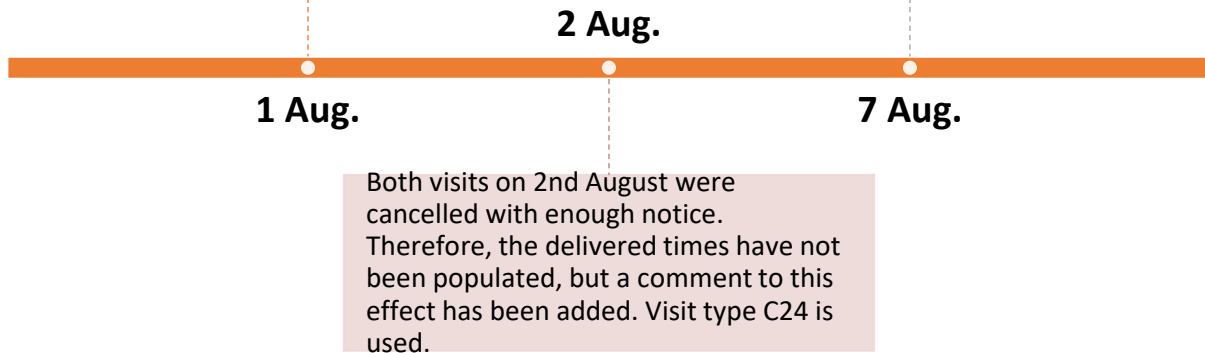 2 Aug.
1 Aug.
7 Aug.
Both visits on 2nd August were
cancelled with enough notice.
Therefore, the delivered times have not
been populated, but a comment to this
effect has been added. Visit type C24 is
used.